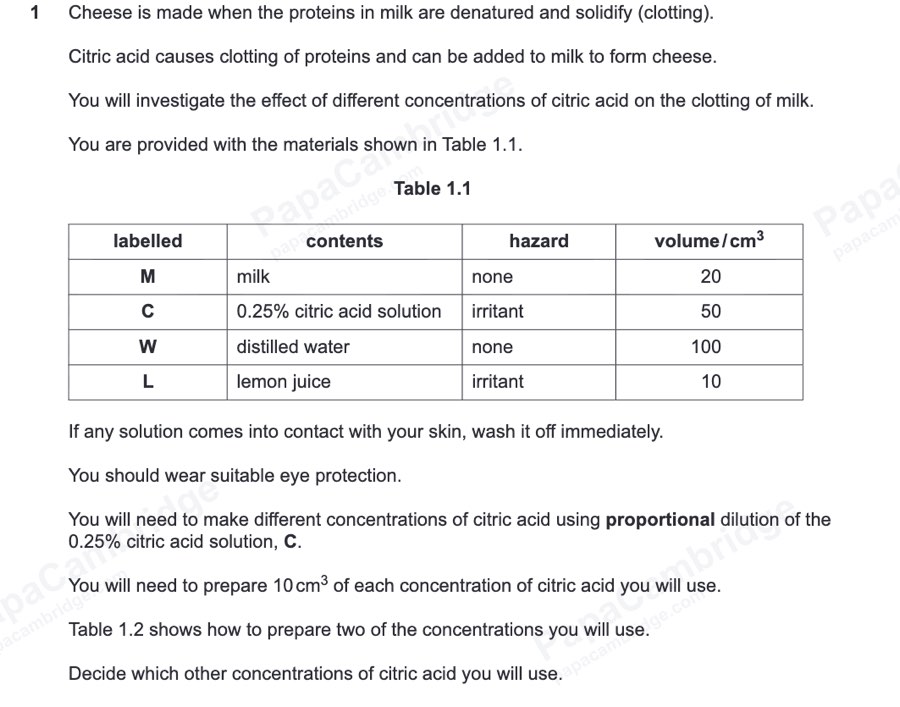 1 Cheese is made when the proteins in milk are denatured and solidify (clotting).
Citric acid causes clotting of proteins and can be added to milk to form cheese.
You will investigate the effect of different concentrations of citric acid on the clotting of milk.
You are provided with the materials shown in Table 1.1.
Table 1.1
labelled contents hazard volume / cm³
M milk none 20
C 0.25% citric acid solution irritant 50
W distilled water none 100
L lemon juice irritant 10
If any solution comes into contact with your skin, wash it off immediately.
You should wear suitable eye protection.
You will need to make different concentrations of citric acid using proportional dilution of the
0.25% citric acid solution, C.
You will need to prepare 10 cm³ of each concentration of citric acid you will use.
Table 1.2 shows how to prepare two of the concentrations you will use.
Decide which other concentrations of citric acid you will use.
PapaCambridge
papacambridge.com